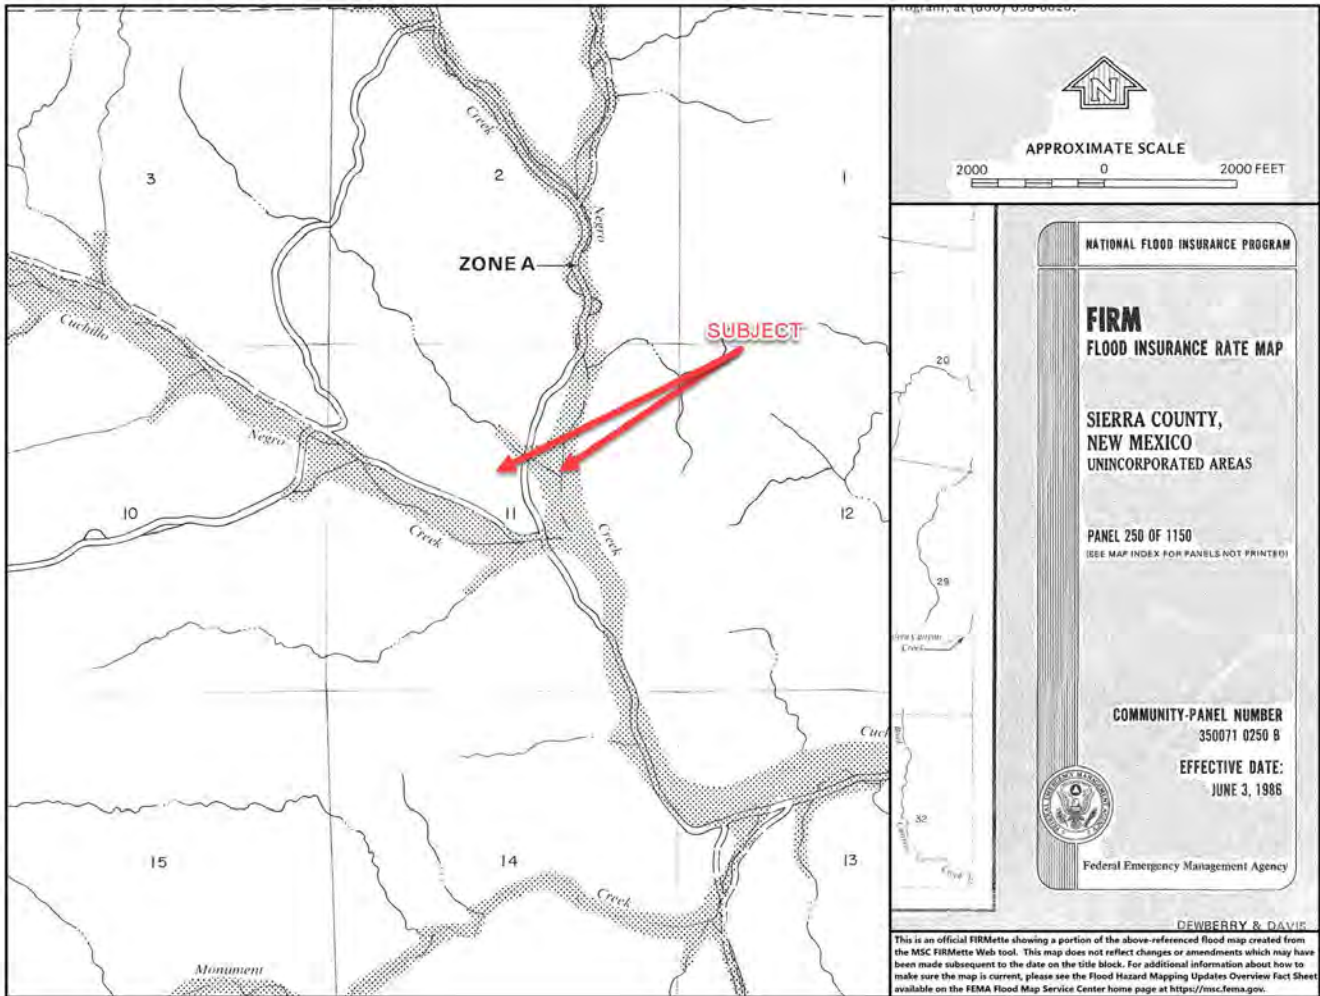 APPROXIMATE SCALE
2000 0 2000 FEET
N
Creek
3
2
1
Negro
ZONE A
SUBJECT
Cuchillo
Negro
10
11
12
Creek
Creek
15
14
13
Creek
Monument
20
29
Creek
32
NATIONAL FLOOD INSURANCE PROGRAM
FIRM
FLOOD INSURANCE RATE MAP
SIERRA COUNTY,
NEW MEXICO
UNINCORPORATED AREAS
PANEL 250 OF 1150
(SEE MAP INDEX FOR PANELS NOT PRINTED)
COMMUNITY-PANEL NUMBER
350071 0250 B
EFFECTIVE DATE:
JUNE 3, 1986
FEDERAL EMERGENCY MANAGEMENT AGENCY
Federal Emergency Management Agency
DEWBERRY & DAVIS
This is an official FIRMette showing a portion of the above-referenced flood map created from
the MSC FIRMette Web tool. This map does not reflect changes or amendments which may have
been made subsequent to the date on the title block. For additional information about how to
make sure the map is current, please see the Flood Hazard Mapping Updates Overview Fact Sheet
available on the FEMA Flood Map Service Center home page at https://msc.fema.gov.